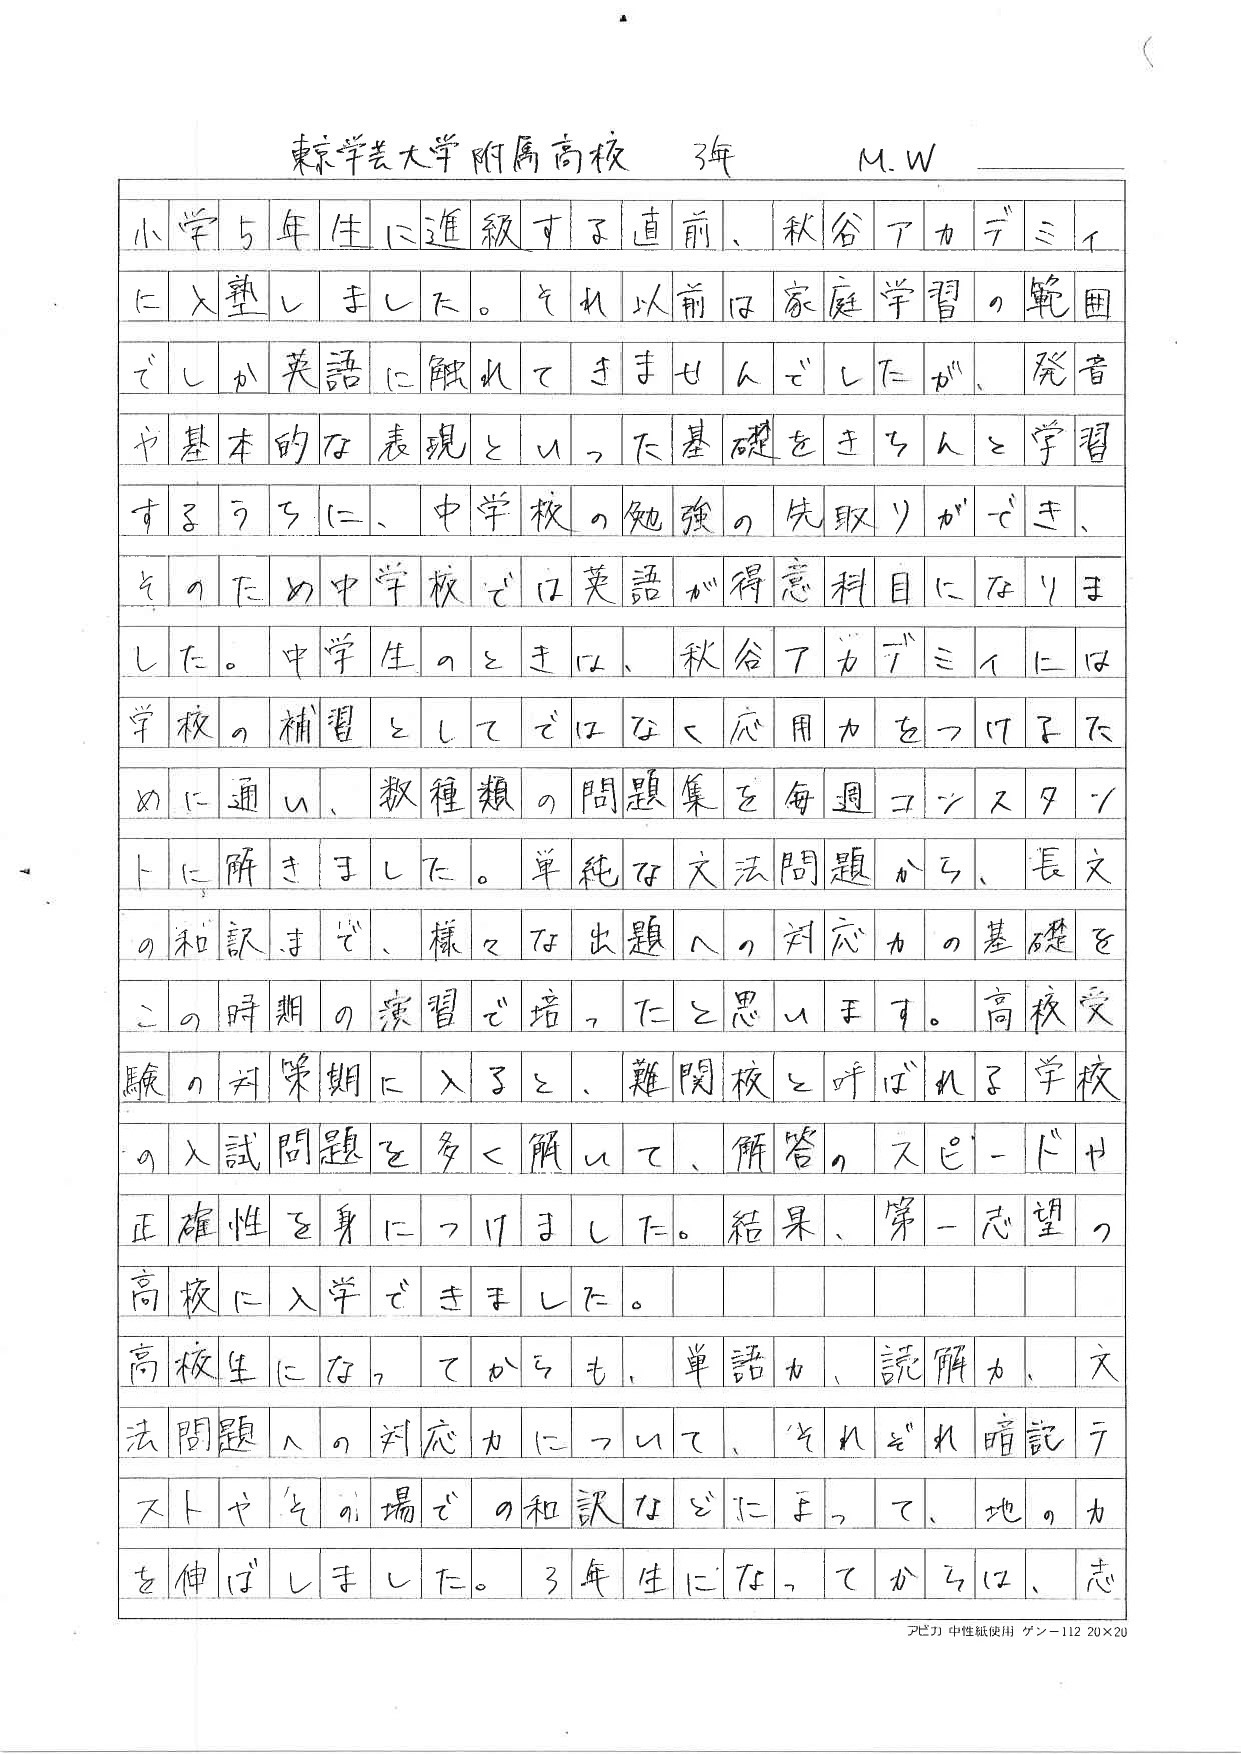 東京学芸大学附属高校 3年 M.W
小学5年生に進級する直前、秋谷アカデミィ
に入塾しました。それ以前は家庭学習の範囲
でしか英語に触れてきませんでしたが、発音
や基本的な表現といった基礎をきちんと学習
するうちに、中学校の勉強の先取りができ、
そのため中学校では英語が得意科目になりま
した。中学生のときは、秋谷アカデミィには
学校の補習としてではなく応用力をつけるた
めに通い、数種類の問題集を毎週コンスタン
トに解きました。単純な文法問題から、長文
の和訳まで、様々な出題への対応力の基礎を
この時期の演習で培ったと思います。高校受
験の対策期に入ると、難関校と呼ばれる学校
の入試問題を多く解いて、解答のスピードや
正確性を身につけました。結果、第一志望の
高校に入学できました。
高校生になってからも、単語力、読解力、文
法問題への対応力について、それぞれ暗記テ
ストやその場での和訳などによって、地の力
を伸ばしました。3年生になってからは、志
アピカ 中性紙使用 ゲンー112 20×20